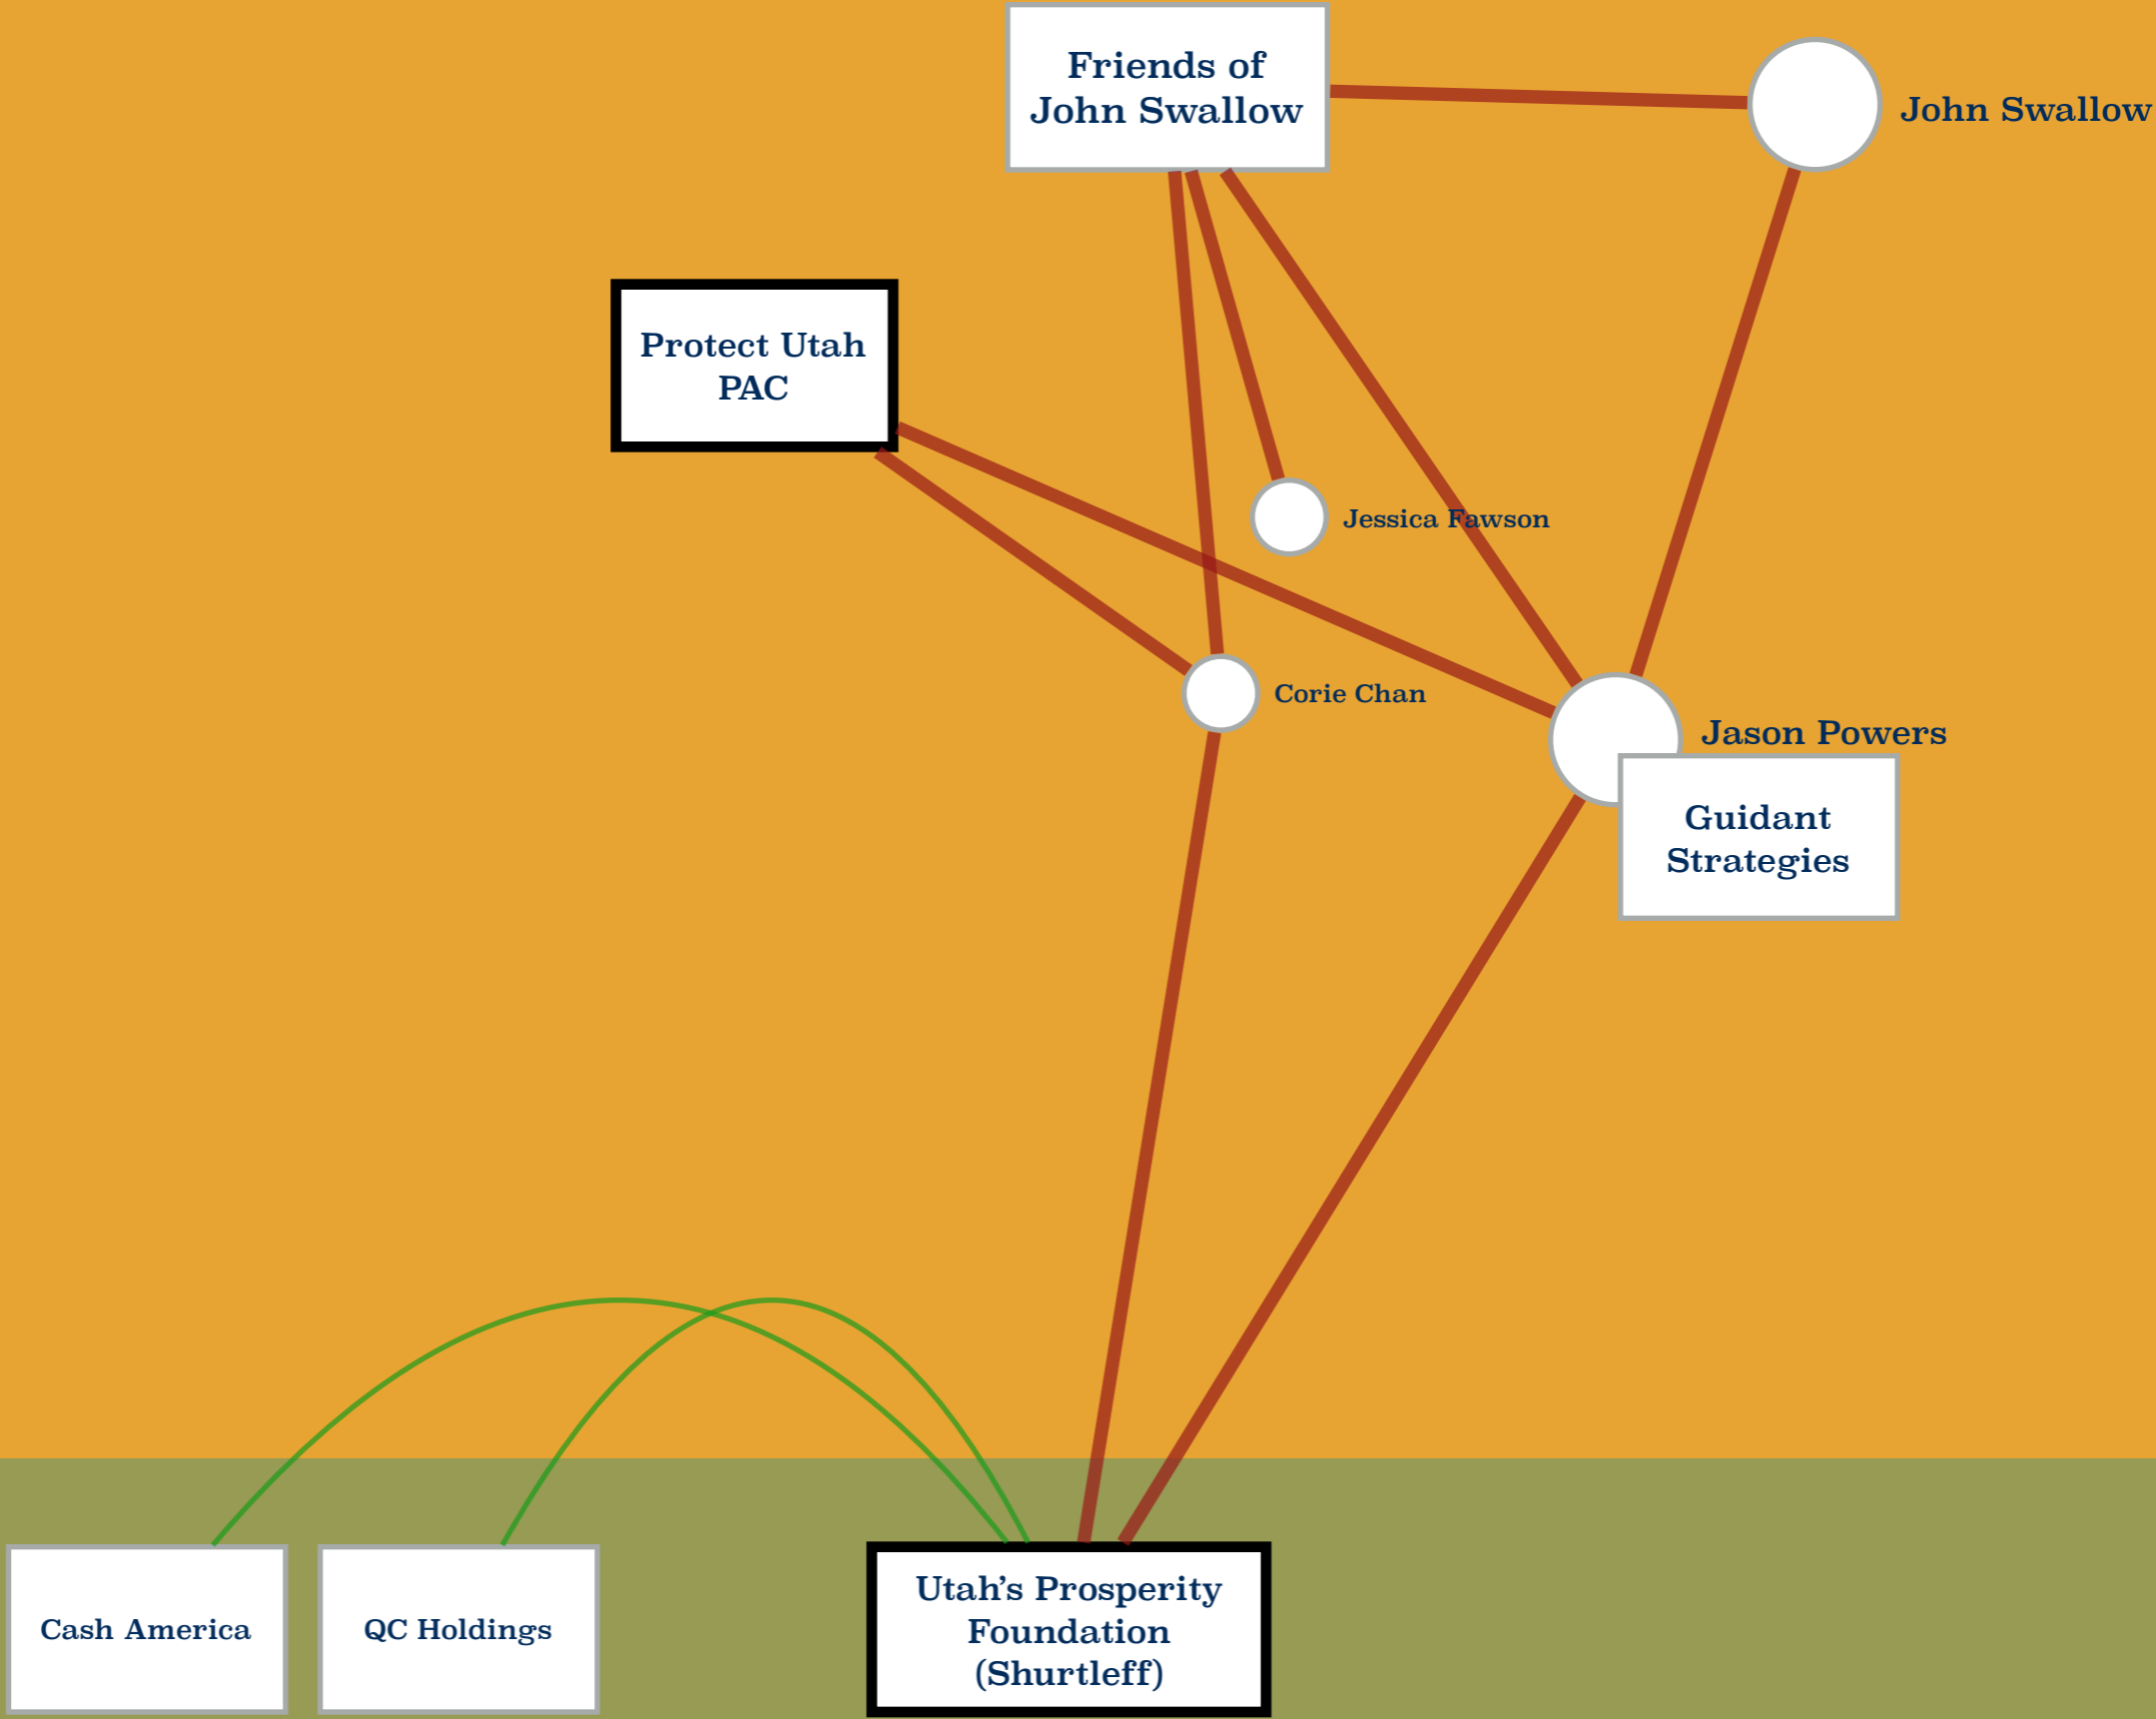 Friends of
John Swallow
John Swallow
Protect Utah
PAC
Jessica Fawson
Corie Chan
Jason Powers
Guidant
Strategies
Cash America
QC Holdings
Utah’s Prosperity
Foundation
(Shurtleff)